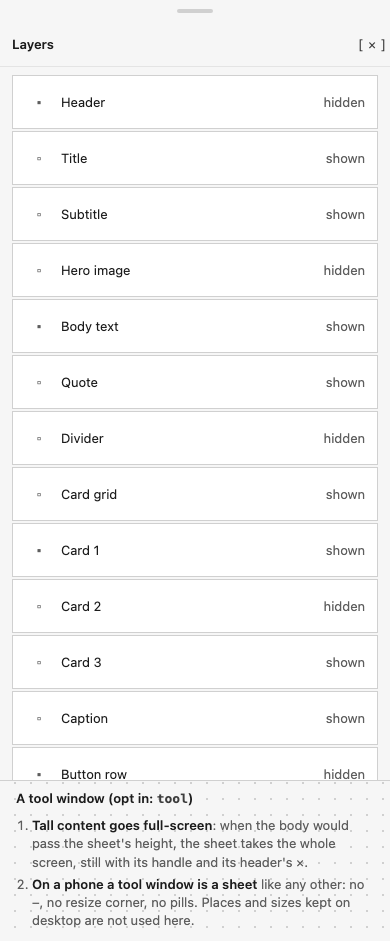 Layers [ × ]
▪ Header hidden
▫ Title shown
▫ Subtitle shown
▫ Hero image hidden
▪ Body text shown
▫ Quote shown
▫ Divider hidden
▫ Card grid shown
▪ Card 1 shown
▫ Card 2 hidden
▫ Card 3 shown
▫ Caption shown
▪ Button row hidden
A tool window (opt in: tool)
1. Tall content goes full-screen: when the body would
pass the sheet's height, the sheet takes the whole
screen, still with its handle and its header's ×.
2. On a phone a tool window is a sheet like any other: no
–, no resize corner, no pills. Places and sizes kept on
desktop are not used here.